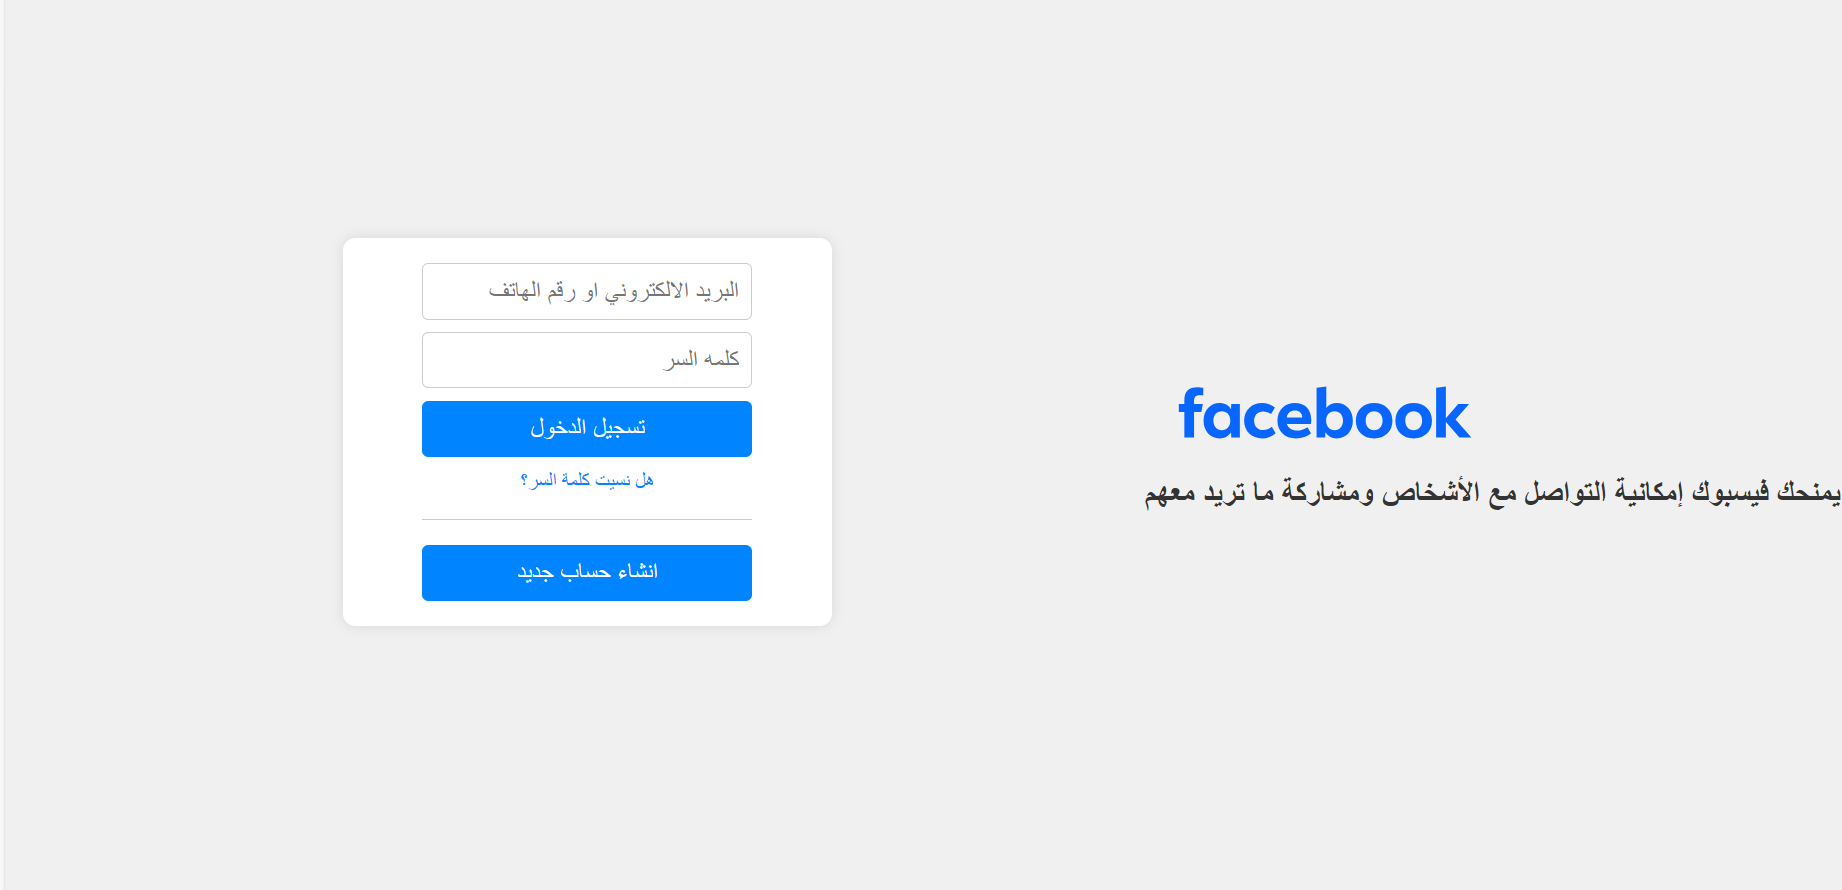 facebook
يمنحك فيسبوك إمكانية التواصل مع الأشخاص ومشاركة ما تريد معهم
البريد الالكتروني او رقم الهاتف
كلمه السر
تسجيل الدخول
هل نسيت كلمة السر؟
انشاء حساب جديد